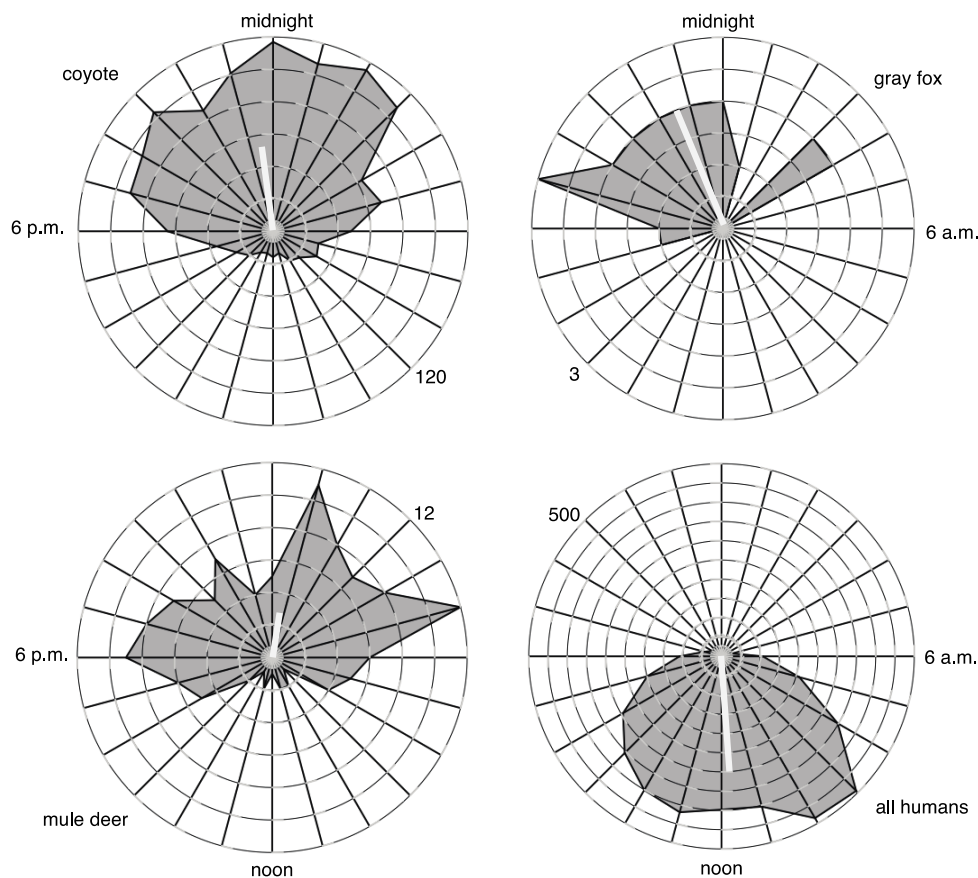 midnight
coyote
6 p.m.
120
midnight
gray fox
6 a.m.
3
12
6 p.m.
mule deer
noon
500
6 a.m.
all humans
noon